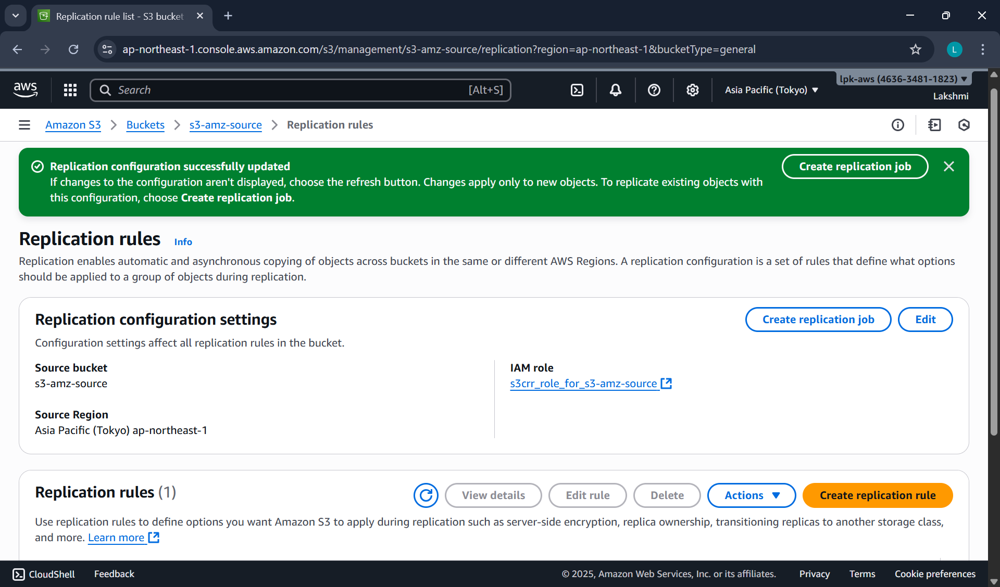 Replication rule list - S3 bucket
ap-northeast-1.console.aws.amazon.com/s3/management/s3-amz-source/replication?region=ap-northeast-1&bucketType=general
L
aws
Search
[Alt+S]
Asia Pacific (Tokyo)
lpk-aws (4636-3481-1823)
Lakshmi
Amazon S3
Buckets
s3-amz-source
Replication rules
Replication configuration successfully updated
If changes to the configuration aren't displayed, choose the refresh button. Changes apply only to new objects. To replicate existing objects with
this configuration, choose Create replication job.
Create replication job
Replication rules
Info
Replication enables automatic and asynchronous copying of objects across buckets in the same or different AWS Regions. A replication configuration is a set of rules that define what options
should be applied to a group of objects during replication.
Replication configuration settings
Create replication job
Edit
Configuration settings affect all replication rules in the bucket.
Source bucket
s3-amz-source
Source Region
Asia Pacific (Tokyo) ap-northeast-1
IAM role
s3crr_role_for_s3-amz-source
Replication rules (1)
View details
Edit rule
Delete
Actions
Create replication rule
Use replication rules to define options you want Amazon S3 to apply during replication such as server-side encryption, replica ownership, transitioning replicas to another storage class,
and more. Learn more
CloudShell
Feedback
© 2025, Amazon Web Services, Inc. or its affiliates.
Privacy
Terms
Cookie preferences